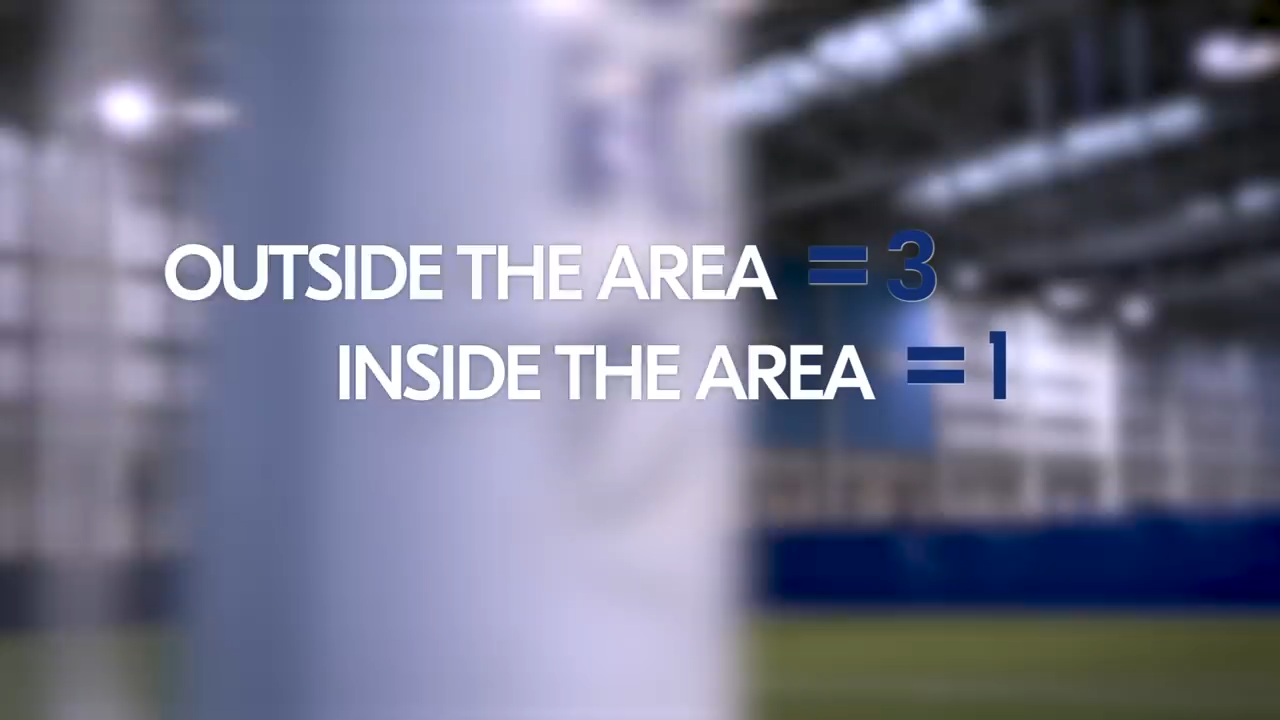 OUTSIDE THE AREA = 3
INSIDE THE AREA = 1